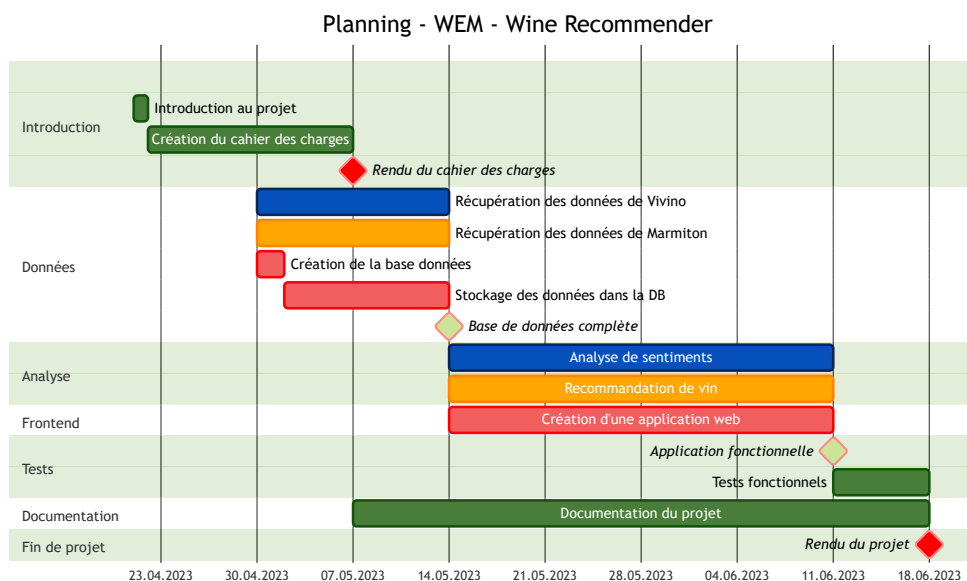 Planning - WEM - Wine Recommender
Introduction
Introduction au projet
Création du cahier des charges
Rendu du cahier des charges
Données
Récupération des données de Vivino
Récupération des données de Marmiton
Création de la base données
Stockage des données dans la DB
Base de données complète
Analyse
Analyse de sentiments
Recommandation de vin
Frontend
Création d'une application web
Tests
Application fonctionnelle
Tests fonctionnels
Documentation
Documentation du projet
Fin de projet
Rendu du projet
23.04.2023 30.04.2023 07.05.2023 14.05.2023 21.05.2023 28.05.2023 04.06.2023 11.06.2023 18.06.2023